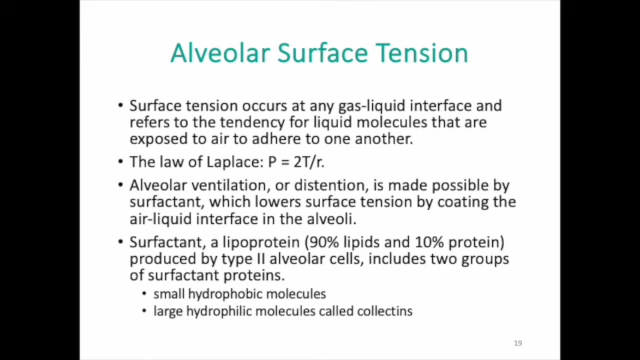 Alveolar Surface Tension
• Surface tension occurs at any gas-liquid interface and
refers to the tendency for liquid molecules that are
exposed to air to adhere to one another.
• The law of Laplace: P = 2T/r.
• Alveolar ventilation, or distention, is made possible by
surfactant, which lowers surface tension by coating the
air-liquid interface in the alveoli.
• Surfactant, a lipoprotein (90% lipids and 10% protein)
produced by type II alveolar cells, includes two groups
of surfactant proteins.
• small hydrophobic molecules
• large hydrophilic molecules called collectins
19